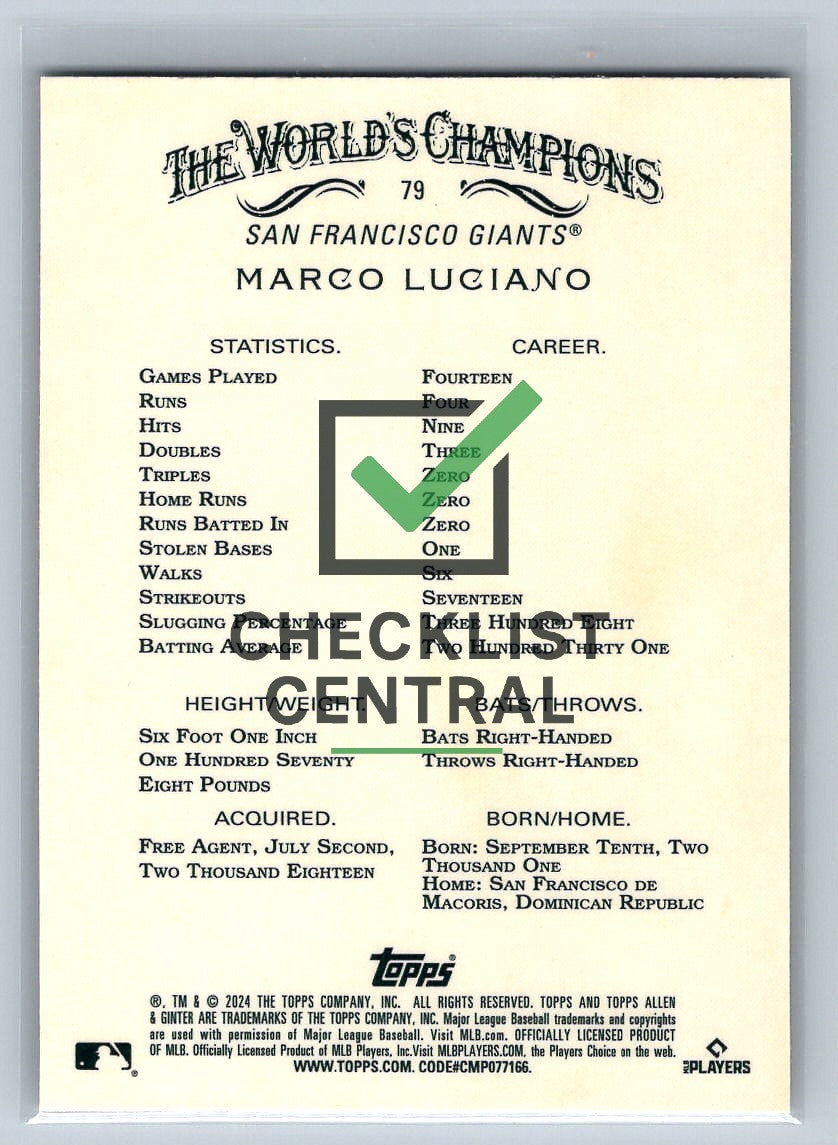 THE WORLD'S CHAMPIONS
79
SAN FRANCISCO GIANTS®
MARCO LUCIANO
STATISTICS. CAREER.
GAMES PLAYED FOURTEEN
RUNS FOUR
HITS NINE
DOUBLES THREE
TRIPLES ZERO
HOME RUNS ZERO
RUNS BATTED IN ZERO
STOLEN BASES ONE
WALKS SIX
STRIKEOUTS SEVENTEEN
SLUGGING PERCENTAGE THREE HUNDRED EIGHT
BATTING AVERAGE TWO HUNDRED THIRTY ONE
CHECKLIST
CENTRAL
HEIGHT/WEIGHT. BATS/THROWS.
SIX FOOT ONE INCH BATS RIGHT-HANDED
ONE HUNDRED SEVENTY THROWS RIGHT-HANDED
EIGHT POUNDS
ACQUIRED. BORN/HOME.
FREE AGENT, JULY SECOND,
TWO THOUSAND EIGHTEEN
BORN: SEPTEMBER TENTH, TWO
THOUSAND ONE
HOME: SAN FRANCISCO DE
MACORIS, DOMINICAN REPUBLIC
topps®
®, TM & © 2024 THE TOPPS COMPANY, INC. ALL RIGHTS RESERVED. TOPPS AND TOPPS ALLEN
& GINTER ARE TRADEMARKS OF THE TOPPS COMPANY, INC. Major League Baseball trademarks and copyrights
are used with permission of Major League Baseball. Visit MLB.com. OFFICIALLY LICENSED PRODUCT
OF MLB. Officially Licensed Product of MLB Players, Inc.Visit MLBPLAYERS.COM, the Players Choice on the web.
WWW.TOPPS.COM. CODE#CMP077166.
MLB PLAYERS